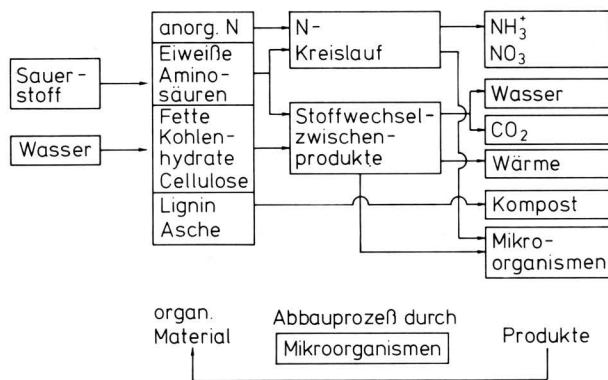 Sauer-
stoff
Wasser
anorg. N
Eiweiße
Amino-
säuren
Fette
Kohlen-
hydrate
Cellulose
Lignin
Asche
N-
Kreislauf
Stoffwechsel-
zwischen-
produkte
NH₃⁺
NO₃
Wasser
CO₂
Wärme
Kompost
Mikro-
organismen
organ.
Material
Abbauprozeß durch
Mikroorganismen
Produkte